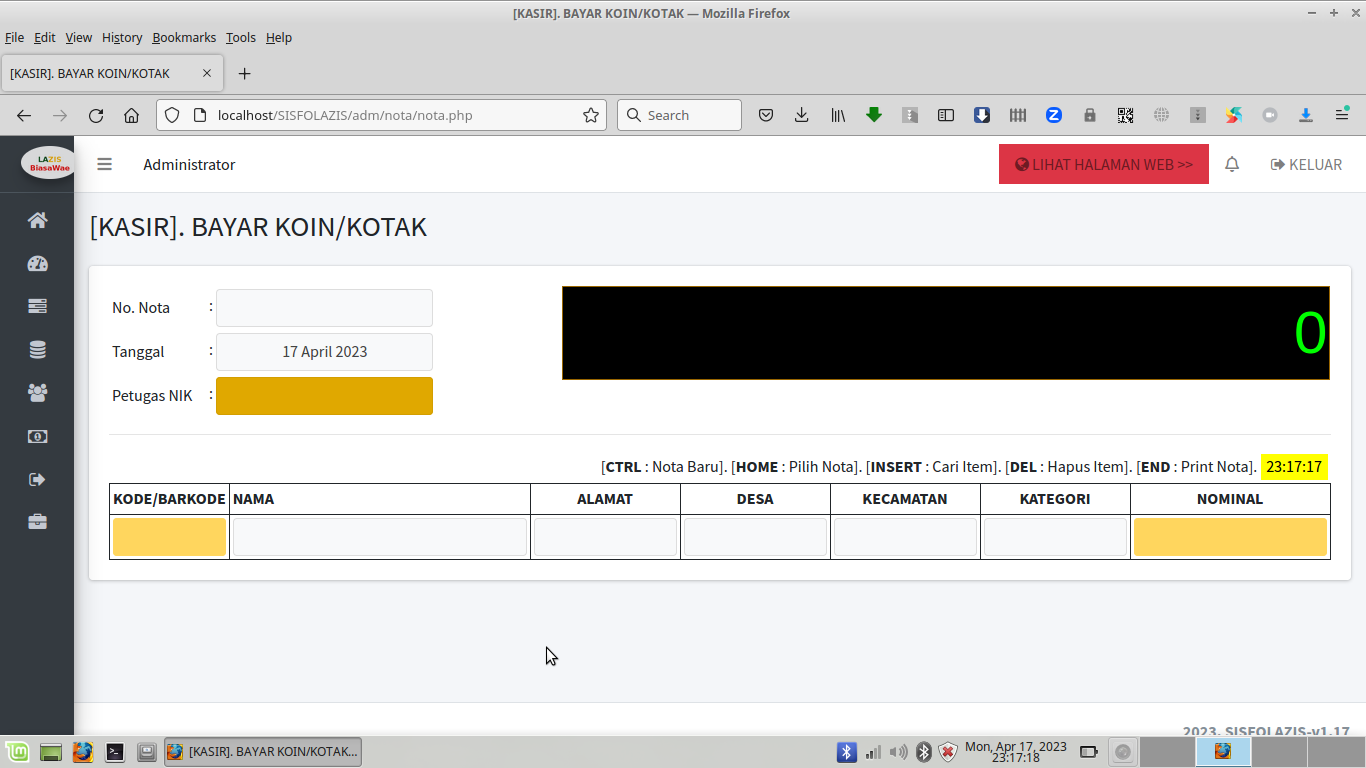 [KASIR]. BAYAR KOIN/KOTAK — Mozilla Firefox
File Edit View History Bookmarks Tools Help
[KASIR]. BAYAR KOIN/KOTAK
localhost/SISFOLAZIS/adm/nota/nota.php
Search
LAZIS
BiasaWae
Administrator
LIHAT HALAMAN WEB >>
KELUAR
[KASIR]. BAYAR KOIN/KOTAK
No. Nota :
0
Tanggal : 17 April 2023
Petugas NIK :
[CTRL : Nota Baru]. [HOME : Pilih Nota]. [INSERT : Cari Item]. [DEL : Hapus Item]. [END : Print Nota]. 23:17:17
KODE/BARKODE NAMA ALAMAT DESA KECAMATAN KATEGORI NOMINAL
2023. SISFOLAZIS-v1.17
[KASIR]. BAYAR KOIN/KOTAK...
Mon, Apr 17, 2023
23:17:18